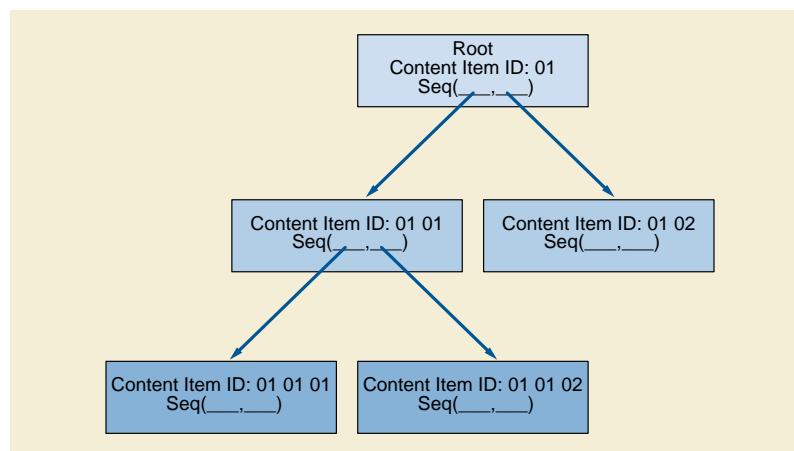 Root
Content Item ID: 01
Seq(___,___)
Content Item ID: 01 01
Seq(___,___)
Content Item ID: 01 02
Seq(___,___)
Content Item ID: 01 01 01
Seq(___,___)
Content Item ID: 01 01 02
Seq(___,___)